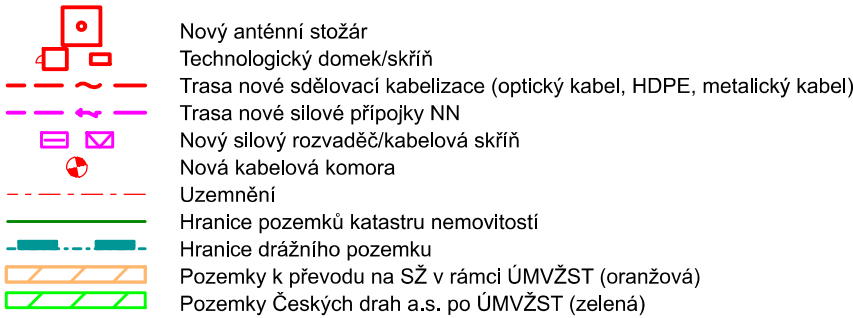 Nový anténní stožár
Technologický domek/skříň
Trasa nové sdělovací kabelizace (optický kabel, HDPE, metalický kabel)
Trasa nové silové přípojky NN
Nový silový rozvaděč/kabelová skříň
Nová kabelová komora
Uzemnění
Hranice pozemků katastru nemovitostí
Hranice drážního pozemku
Pozemky k převodu na SŽ v rámci ÚMVŽST (oranžová)
Pozemky Českých drah a.s. po ÚMVŽST (zelená)